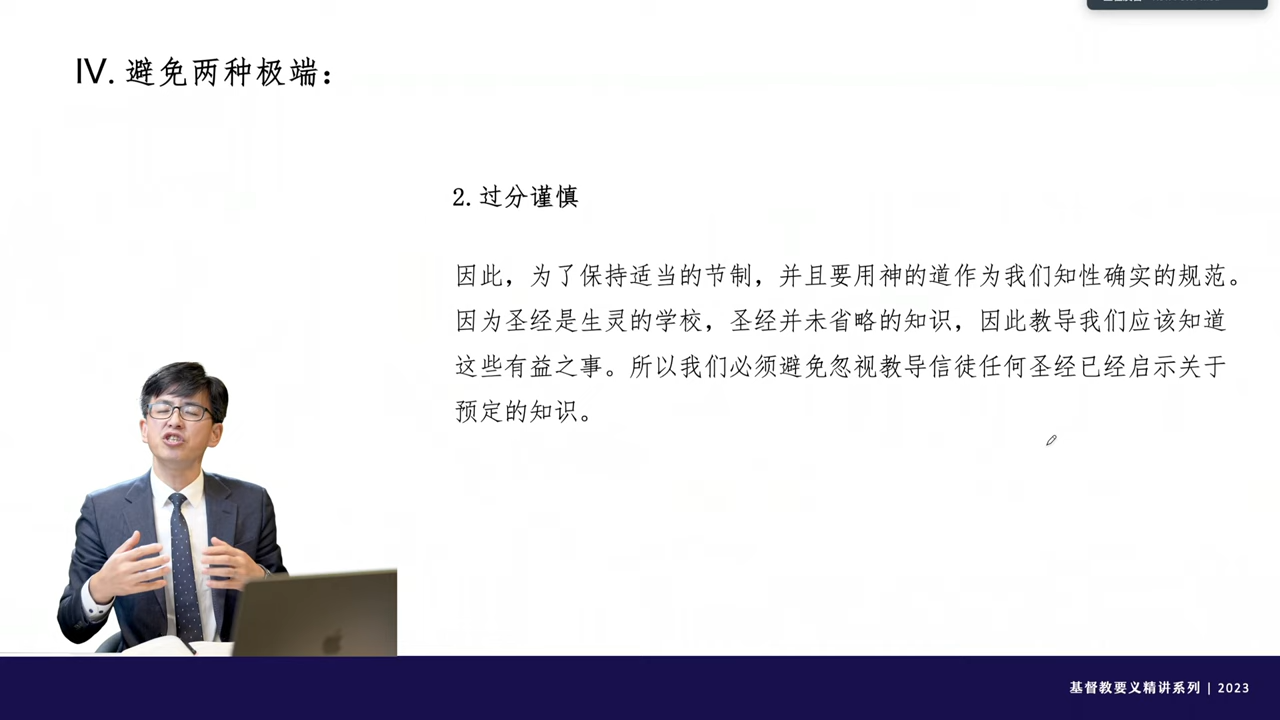 IV. 避免两种极端：
2. 过分谨慎
因此，为了保持适当的节制，并且要用神的道作为我们知性确实的规范。
因为圣经是生灵的学校，圣经并未省略的知识，因此教导我们应该知道
这些有益之事。所以我们必须避免忽视教导信徒任何圣经已经启示关于
预定的知识。
基督教要义精讲系列 | 2023